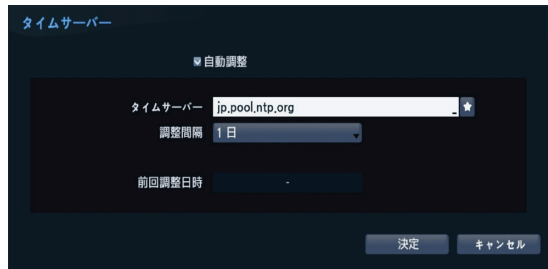 タイムサーバー
自動調整
タイムサーバー jp.pool.ntp.org
調整間隔 1 日
前回調整日時 -
決定 キャンセル